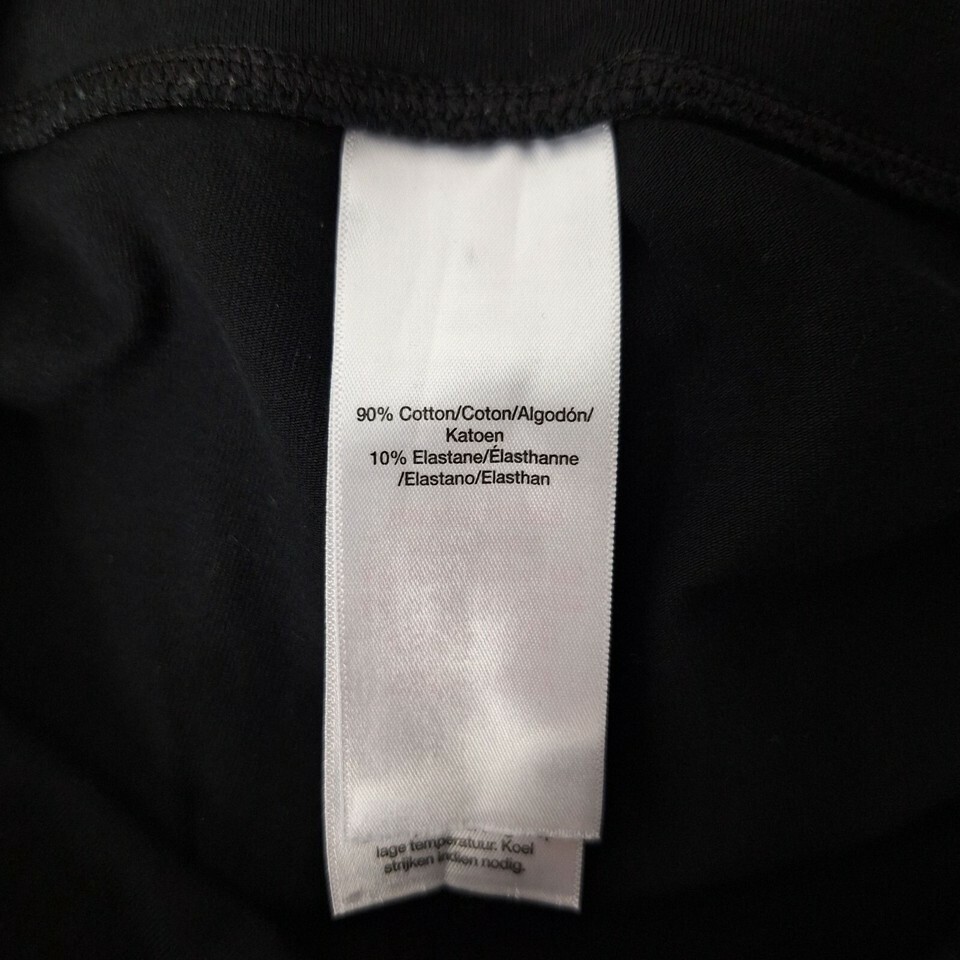 90% Cotton/Coton/Algodón/
Katoen
10% Elastane/Élasthanne
/Elastano/Elasthan
lage temperatuur. Koel
strijken indien nodig.